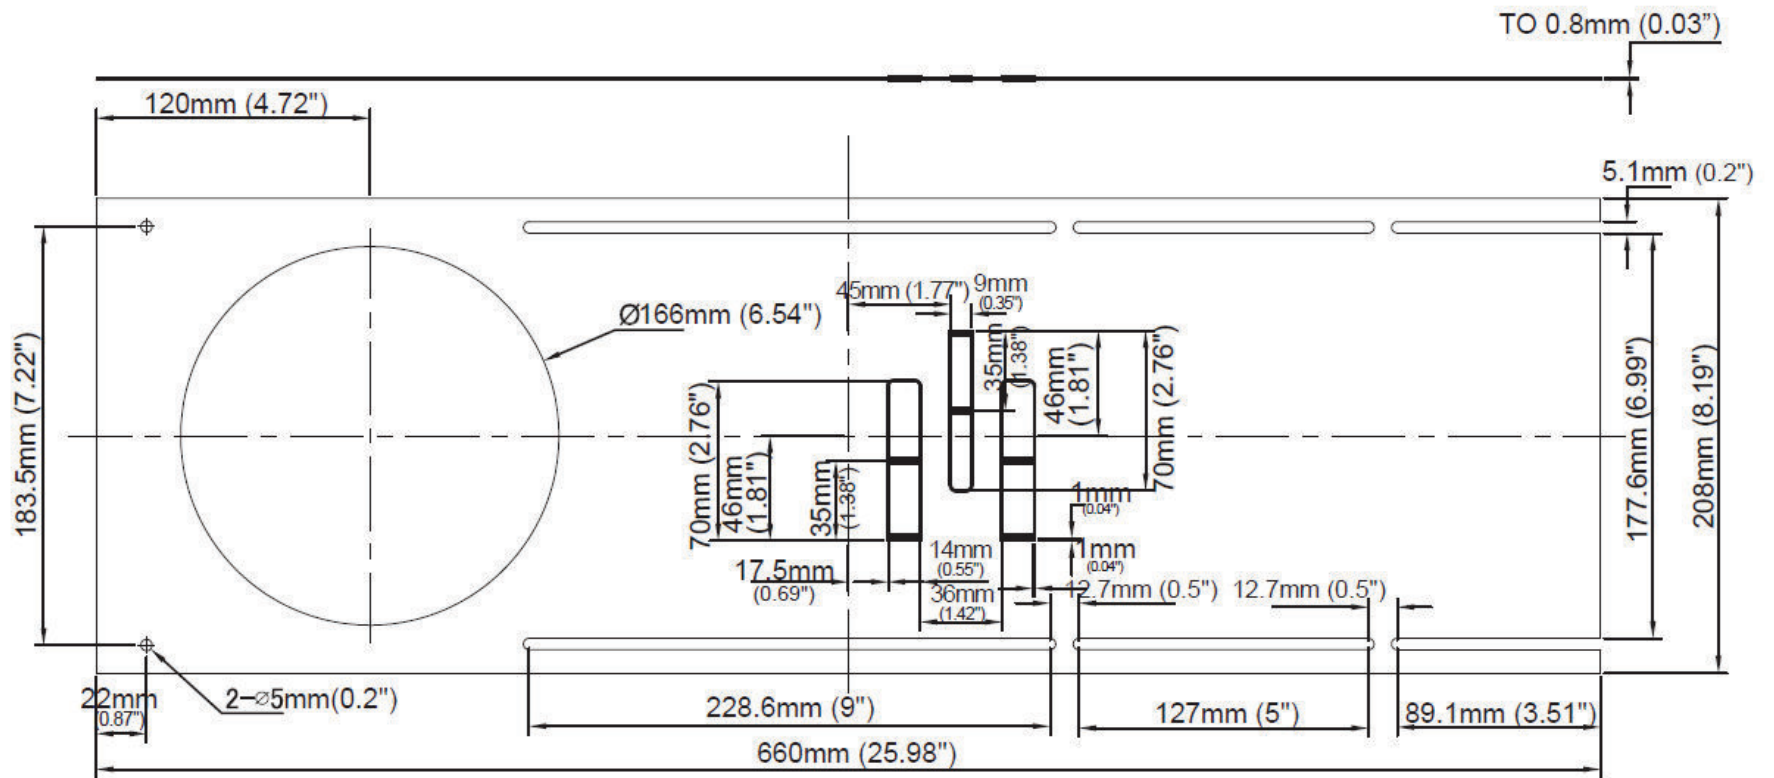 TO 0.8mm (0.03")
120mm (4.72")
5.1mm (0.2")
45mm (1.77")
9mm
(0.35")
Ø166mm (6.54")
35mm
(1.38")
46mm
(1.81")
70mm (2.76")
183.5mm (7.22")
70mm (2.76")
46mm
(1.81")
35mm
(1.38")
177.6mm (6.99")
208mm (8.19")
1mm
(0.04")
1mm
(0.04")
17.5mm
(0.69")
14mm
(0.55")
36mm
(1.42")
12.7mm (0.5")
12.7mm (0.5")
22mm
(0.87")
2-⌀5mm(0.2")
228.6mm (9")
127mm (5")
89.1mm (3.51")
660mm (25.98")